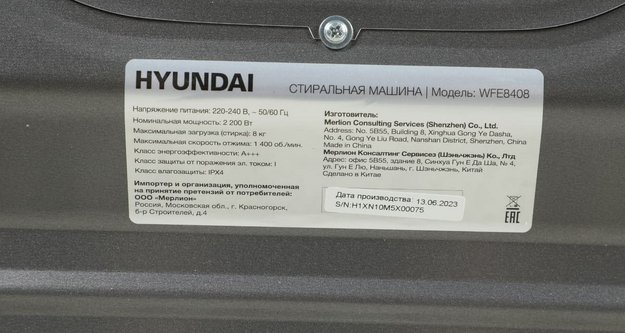 HYUNDAI
СТИРАЛЬНАЯ МАШИНА | Модель: WFE8408
Напряжение питания: 220-240 В, ~ 50/60 Гц
Номинальная мощность: 2 200 Вт
Максимальная загрузка (стирка): 8 кг
Максимальная скорость отжима: 1 400 об./мин.
Класс энергоэффективности: A+++
Класс защиты от поражения эл. током: I
Класс влагозащиты: IPX4
Импортер и организация, уполномоченная
на принятие претензий от потребителей:
ООО «Мерлион»
Россия, Московская обл., г. Красногорск,
б-р Строителей, д.4
Изготовитель:
Merlion Consulting Services (Shenzhen) Co., Ltd.
Address: No. 5B55, Building 8, Xinghua Gong Ye Dasha,
No. 4, Gong Ye Liu Road, Nanshan District, Shenzhen, China
Made in China
Мерлион Консалтинг Сервисез (Шэньчжэнь) Ко., Лтд
Адрес: офис 5B55, здание 8, Синхуа Гун Е Да Ша, № 4,
ул. Гун Е Лю, Наньшань, г. Шэньчжэнь, Китай
Сделано в Китае
Дата производства 13.06.2023
S/N:H1XN10M5X00075
EAC